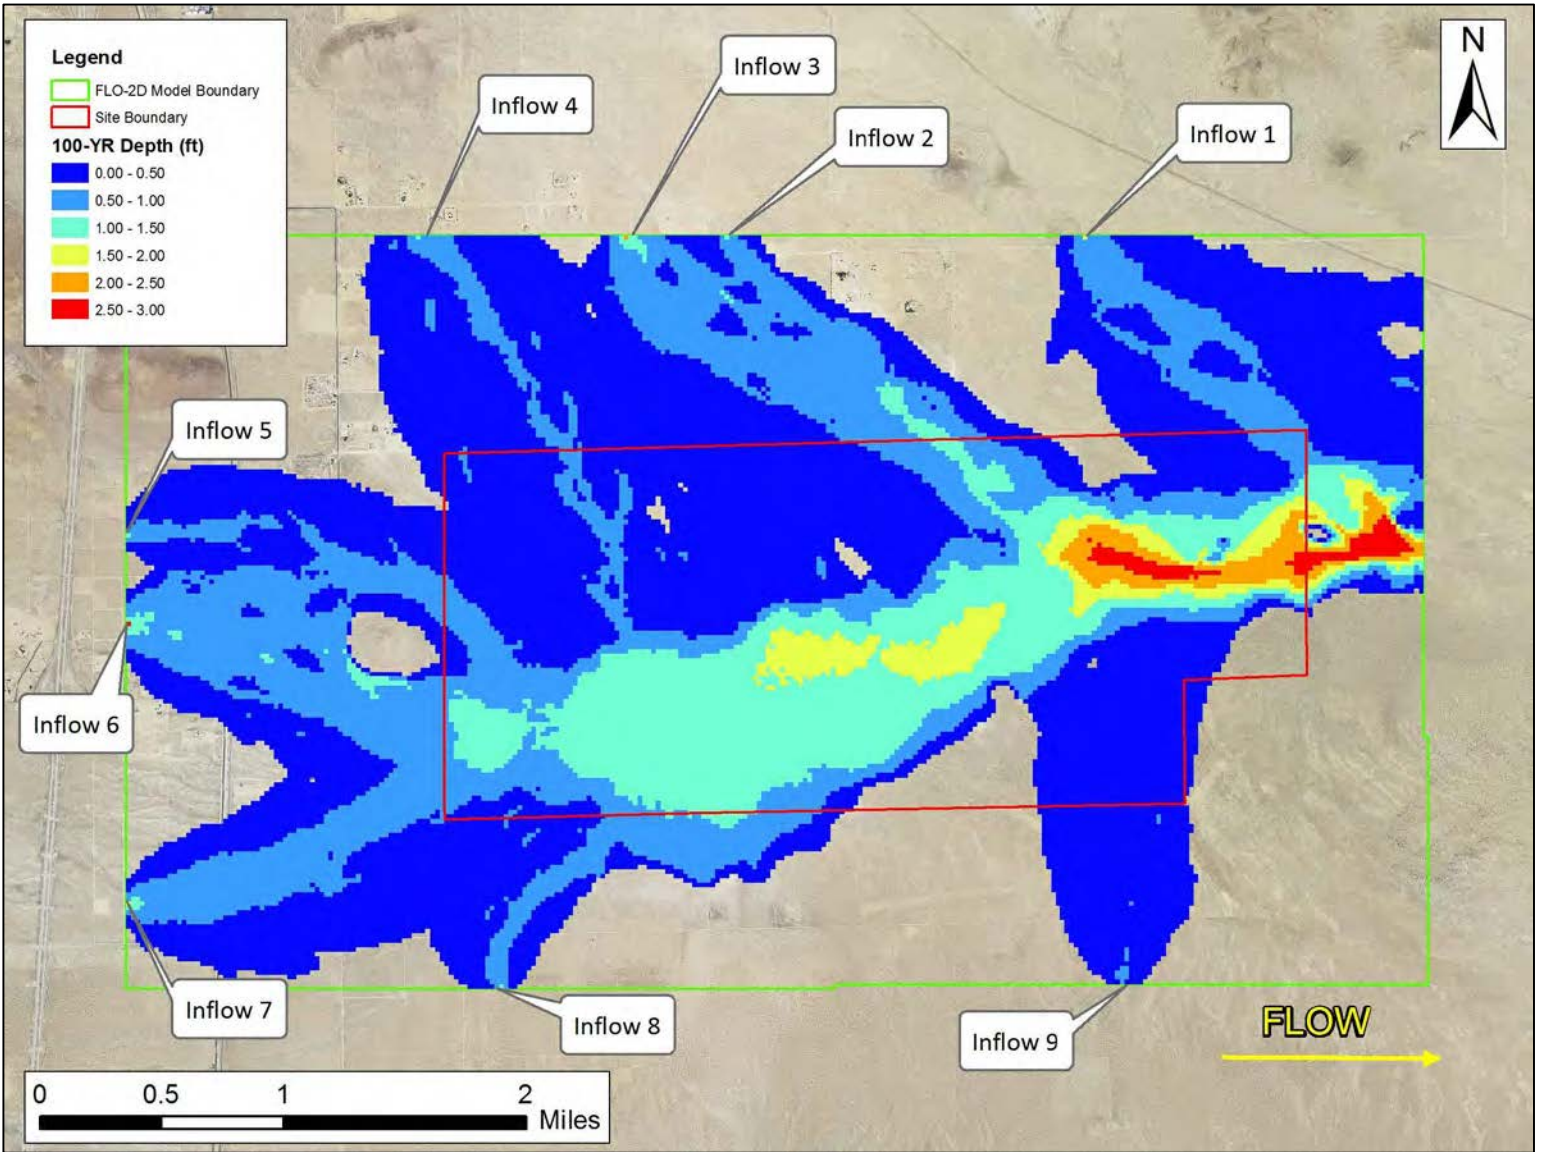 Legend
FLO-2D Model Boundary
Site Boundary
100-YR Depth (ft)
0.00 - 0.50
0.50 - 1.00
1.00 - 1.50
1.50 - 2.00
2.00 - 2.50
2.50 - 3.00
N
Inflow 3
Inflow 4
Inflow 2
Inflow 1
Inflow 5
Inflow 6
Inflow 7
Inflow 8
Inflow 9
FLOW
0 0.5 1 2
Miles